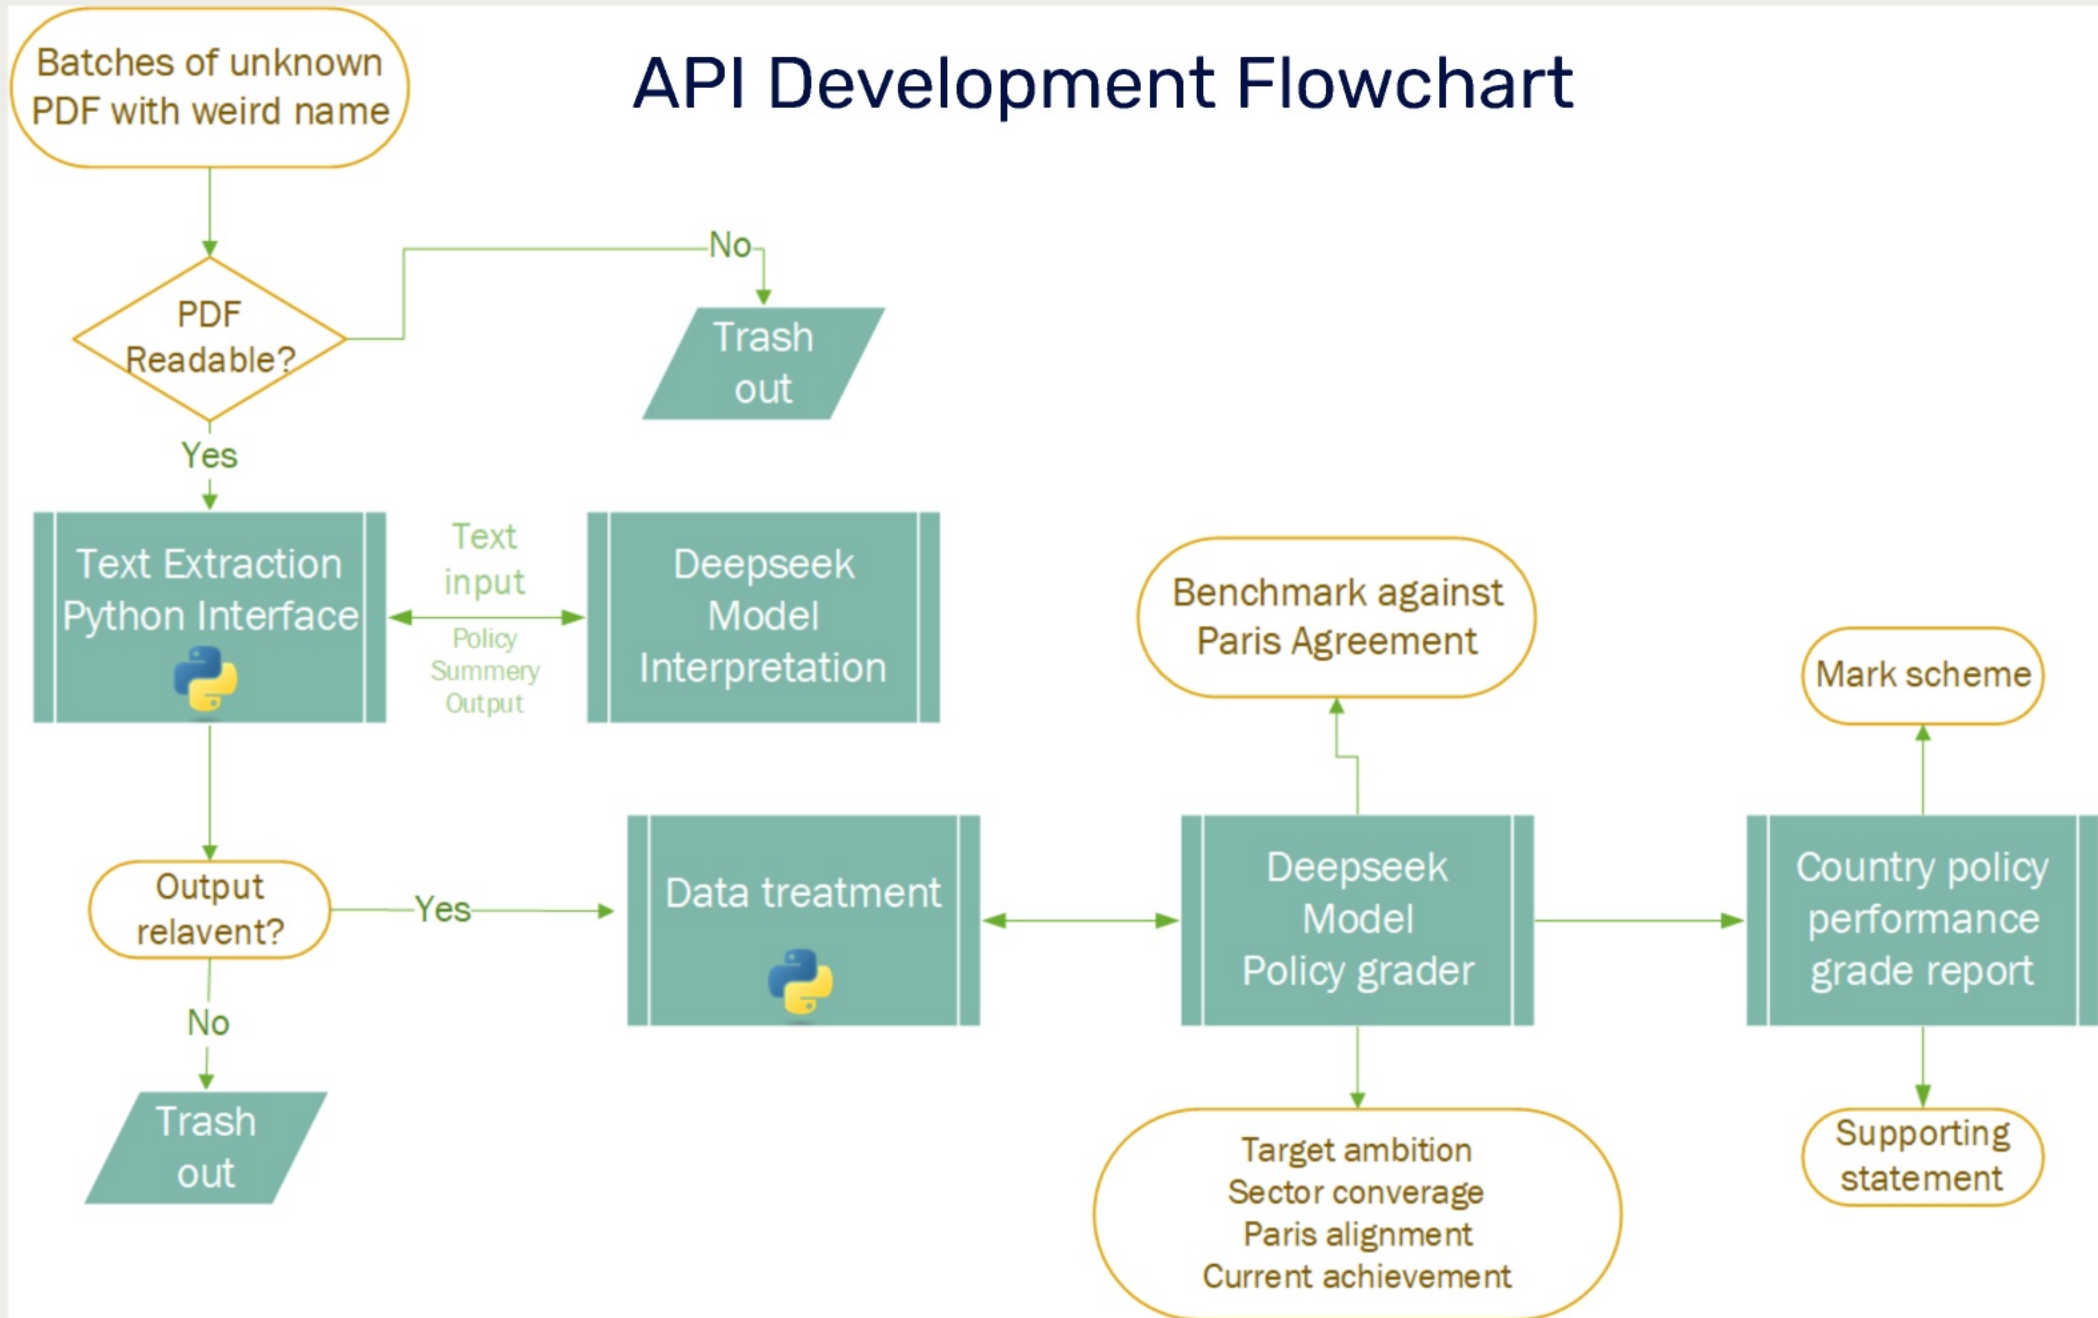 API Development Flowchart
Batches of unknown
PDF with weird name
No
PDF
Readable?
Trash
out
Yes
Text Extraction
Python Interface
Text
input
Policy
Summery
Output
Deepseek
Model
Interpretation
Benchmark against
Paris Agreement
Mark scheme
Output
relavent?
Yes
Data treatment
Deepseek
Model
Policy grader
Country policy
performance
grade report
No
Trash
out
Target ambition
Sector converage
Paris alignment
Current achievement
Supporting
statement